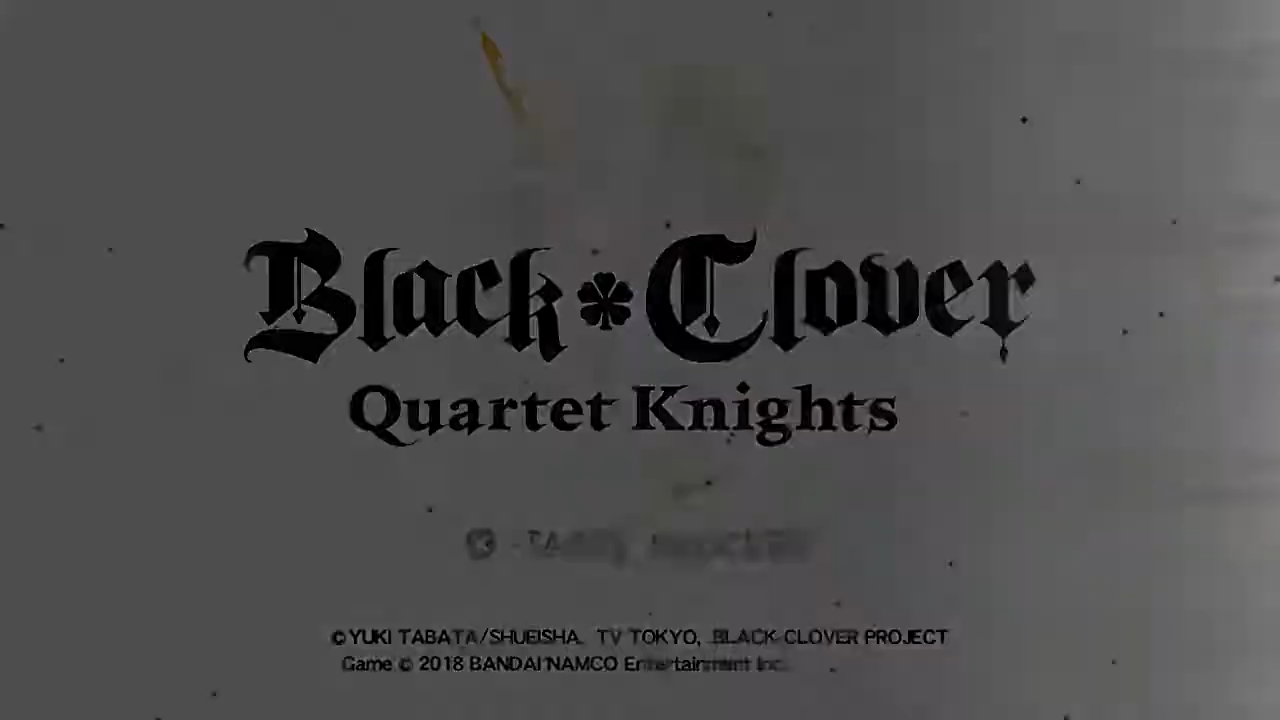 Black Clover
Quartet Knights
©YUKI TABATA/SHUEISHA, TV TOKYO, BLACK CLOVER PROJECT
Game © 2018 BANDAI NAMCO Entertainment Inc.